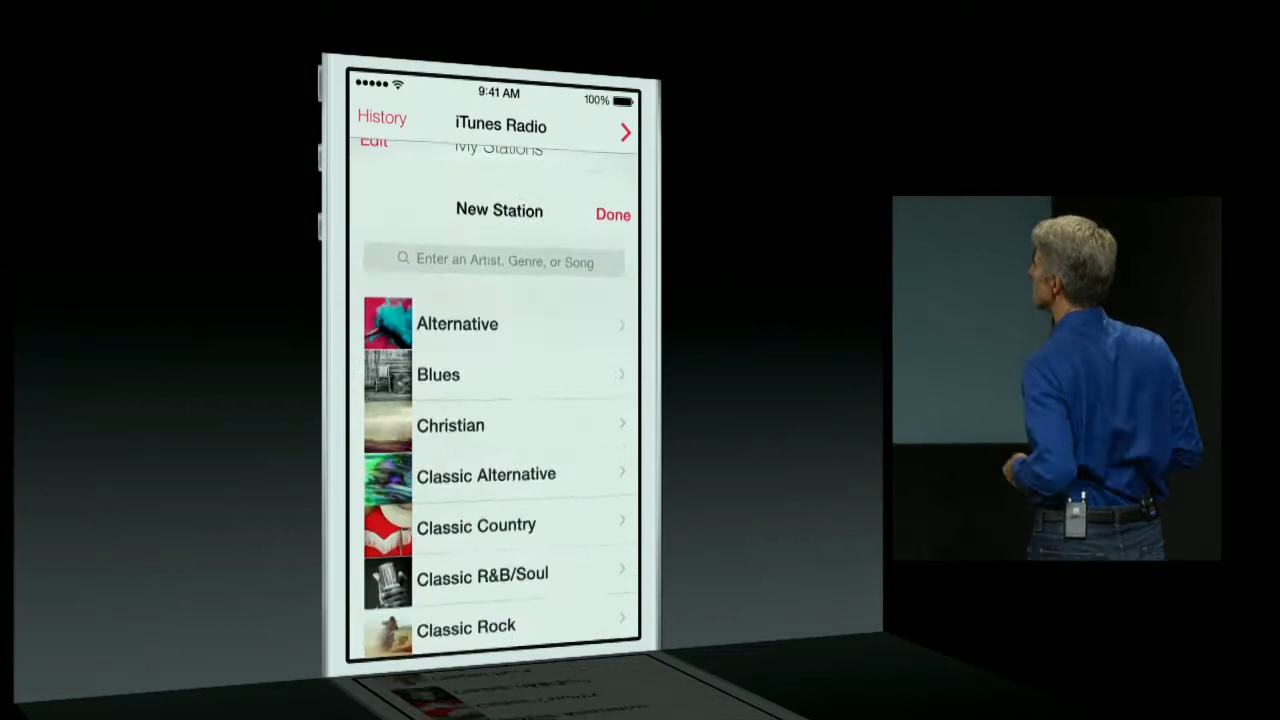 9:41 AM
100%
History
iTunes Radio
Edit
My Stations
New Station
Done
Enter an Artist, Genre, or Song
Alternative
Blues
Christian
Classic Alternative
Classic Country
Classic R&B/Soul
Classic Rock